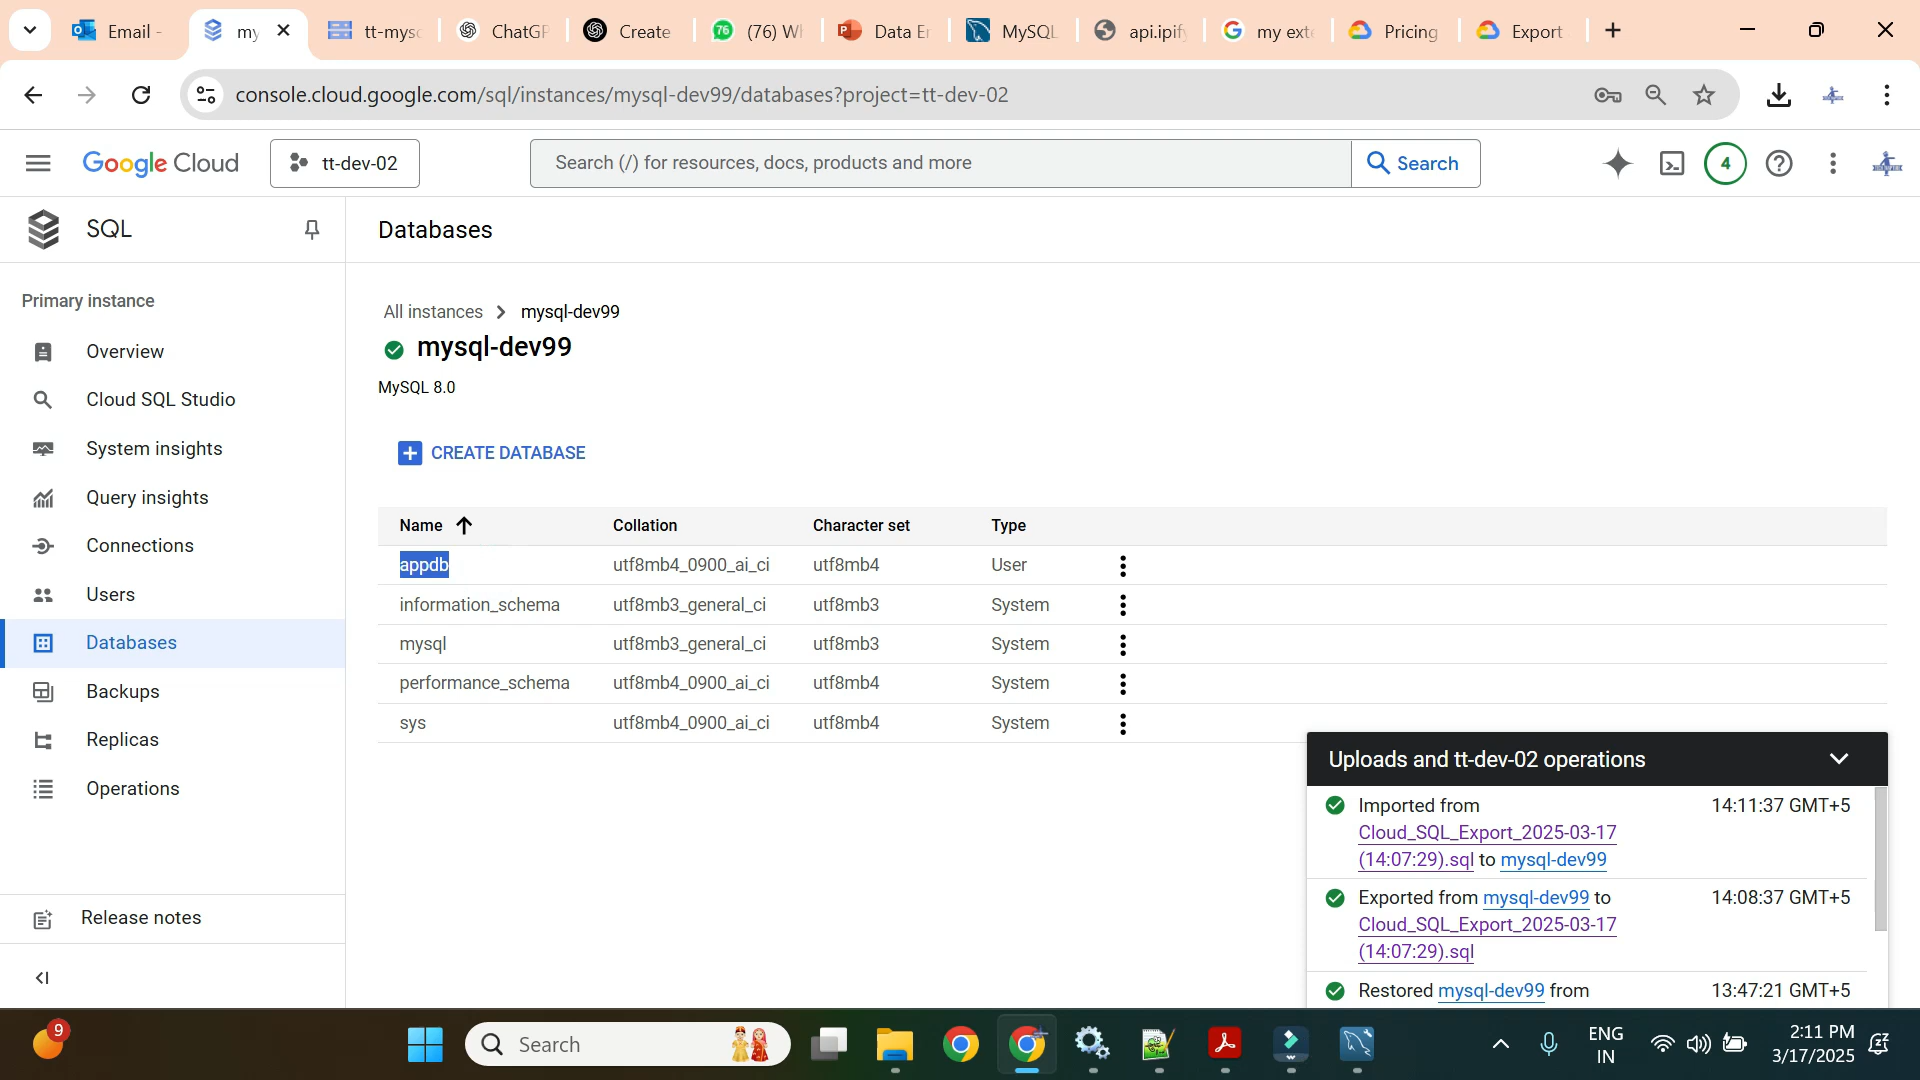 Email -
my
tt-mysc
ChatGP
Create
(76) W
Data Er
MySQL
api.ipify
my exte
Pricing
Export
console.cloud.google.com/sql/instances/mysql-dev99/databases?project=tt-dev-02
Google Cloud
tt-dev-02
Search (/) for resources, docs, products and more
Search
4
SQL
Databases
Primary instance
Overview
Cloud SQL Studio
System insights
Query insights
Connections
Users
Databases
Backups
Replicas
Operations
Release notes
All instances > mysql-dev99
mysql-dev99
MySQL 8.0
CREATE DATABASE
Name Collation Character set Type
appdb utf8mb4_0900_ai_ci utf8mb4 User
information_schema utf8mb3_general_ci utf8mb3 System
mysql utf8mb3_general_ci utf8mb3 System
performance_schema utf8mb4_0900_ai_ci utf8mb4 System
sys utf8mb4_0900_ai_ci utf8mb4 System
Uploads and tt-dev-02 operations
Imported from 14:11:37 GMT+5
Cloud_SQL_Export_2025-03-17
(14:07:29).sql to mysql-dev99
Exported from mysql-dev99 to 14:08:37 GMT+5
Cloud_SQL_Export_2025-03-17
(14:07:29).sql
Restored mysql-dev99 from 13:47:21 GMT+5
9
Search
ENG
IN
2:11 PM
3/17/2025